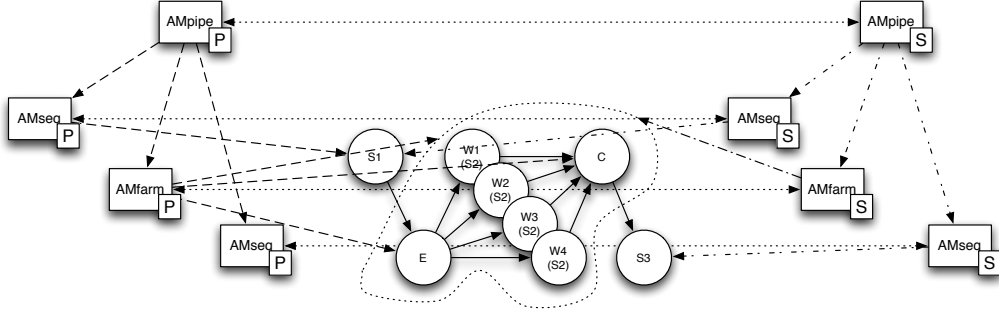 AMpipe
P
AMpipe
S
AMseq
P
AMseq
S
S1
W1
(S2)
C
AMfarm
P
W2
(S2)
AMfarm
S
W3
(S2)
AMseq
P
E
W4
(S2)
S3
AMseq
S